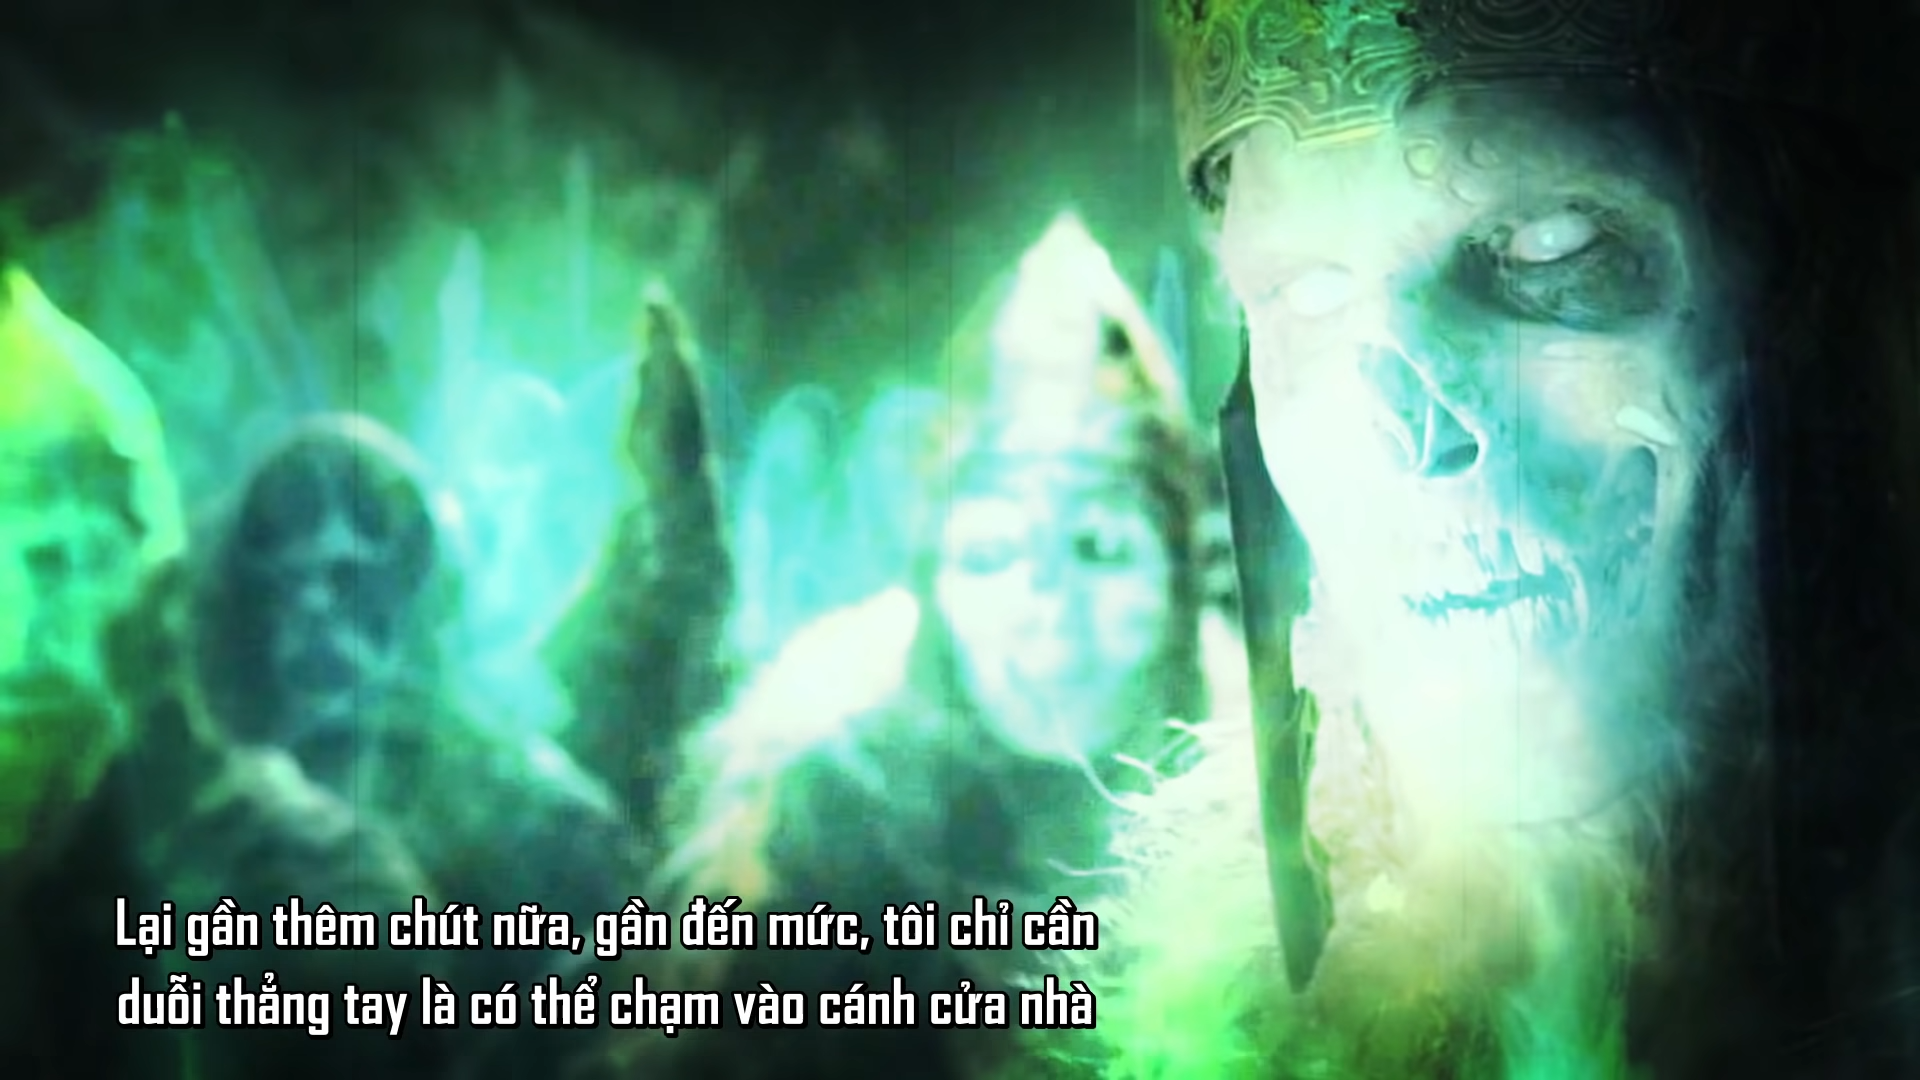 Lại gần thêm chút nữa, gần đến mức, tôi chỉ cần
duỗi thẳng tay là có thể chạm vào cánh cửa nhà